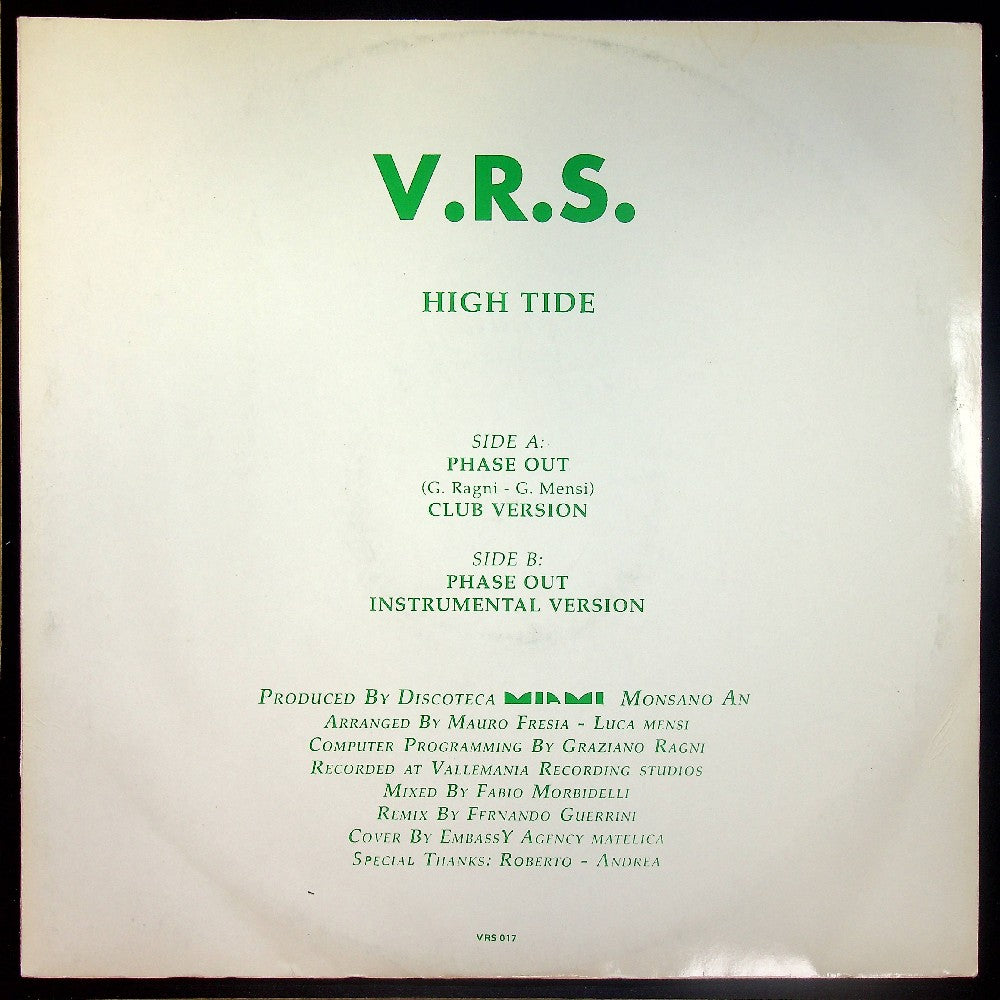 V.R.S.
HIGH TIDE
SIDE A:
PHASE OUT
(G. Ragni - G. Mensi)
CLUB VERSION
SIDE B:
PHASE OUT
INSTRUMENTAL VERSION
PRODUCED BY DISCOTECA MIAMI MONSANO AN
ARRANGED BY MAURO FRESIA - LUCA MENSI
COMPUTER PROGRAMMING BY GRAZIANO RAGNI
RECORDED AT VALLEMANIA RECORDING STUDIOS
MIXED BY FABIO MORBIDELLI
REMIX BY FERNANDO GUERRINI
COVER BY EMBASSY AGENCY MATELICA
SPECIAL THANKS: ROBERTO - ANDREA
VRS 017